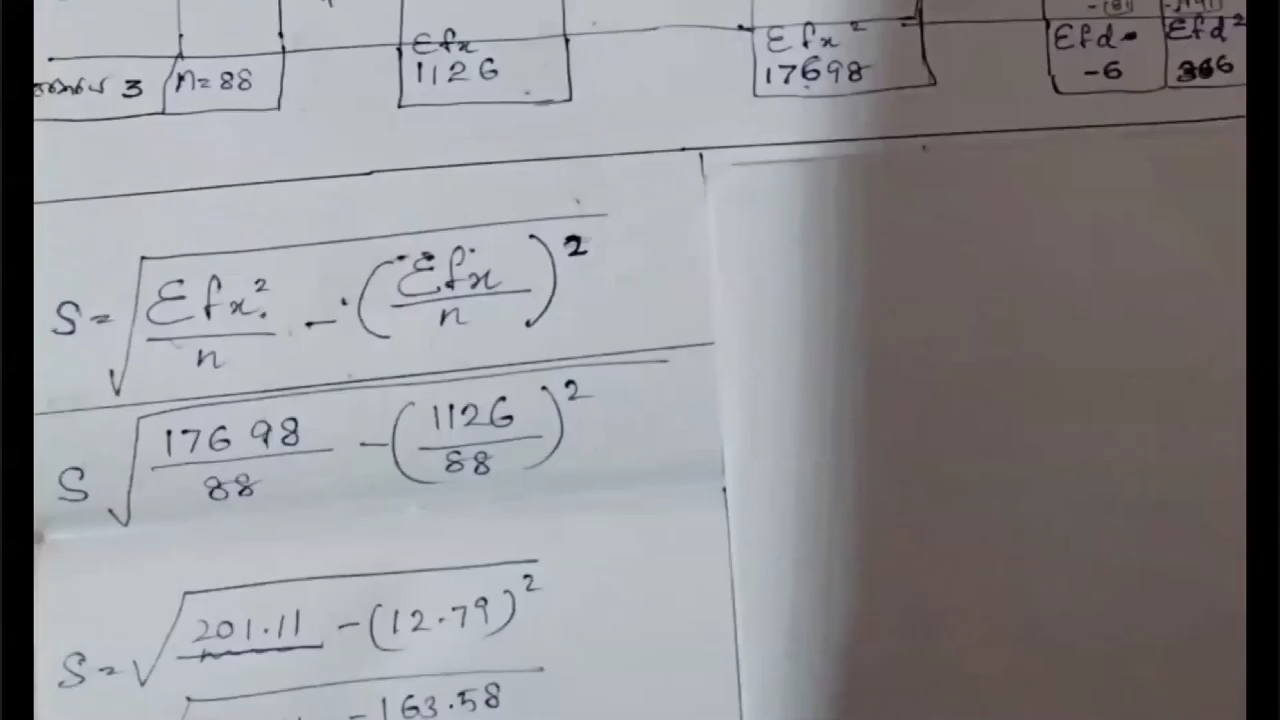 Σfx Σfx² Σfd- Σfd²
3 n=88 1126 17698 -6 366
S=√Σfx²/n - (Σfx/n)²
S √17698/88 - (1126/88)²
S=√201.11 - (12.79)²
- 163.58